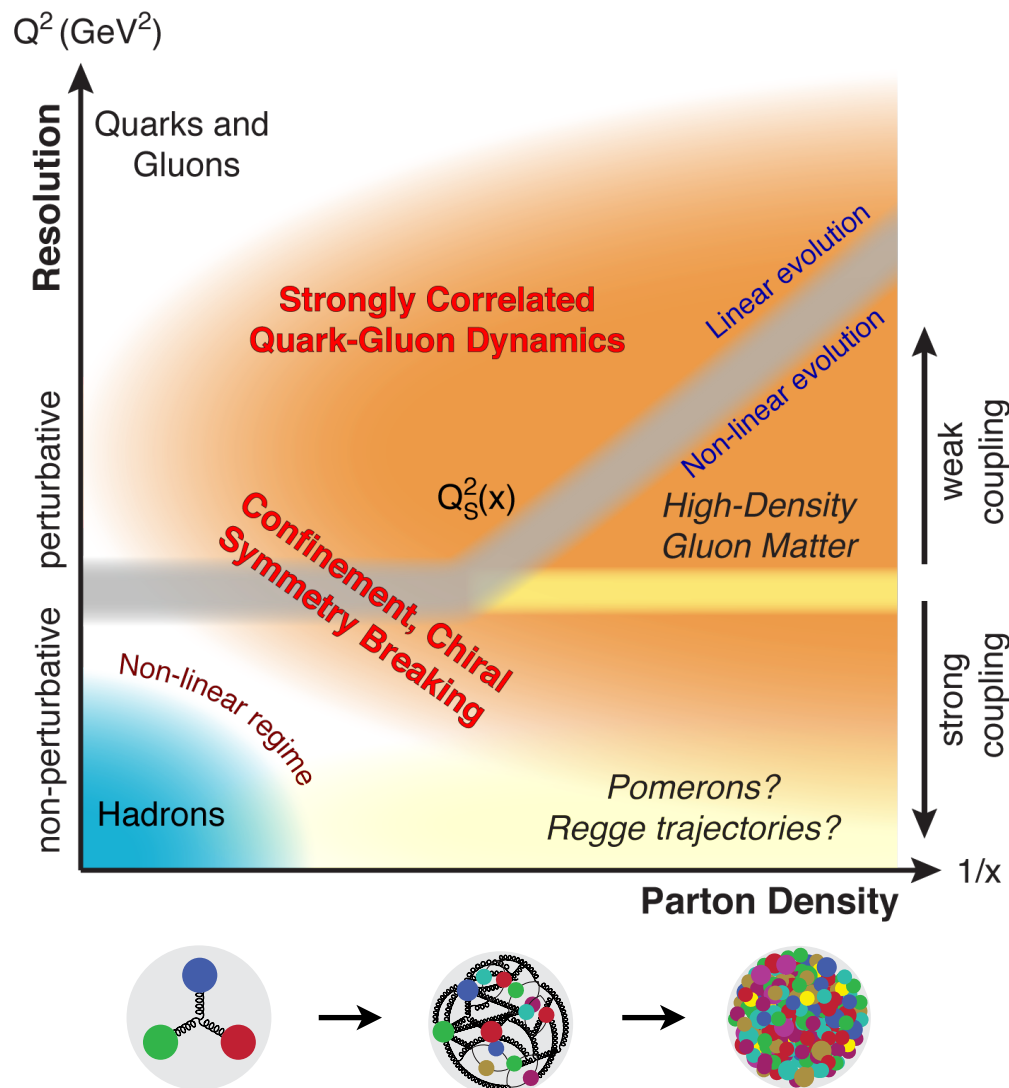 Q² (GeV²)
Resolution
Quarks and
Gluons
Strongly Correlated
Quark-Gluon Dynamics
Linear evolution
Non-linear evolution
perturbative
non-perturbative
Q²S(x)
High-Density
Gluon Matter
weak
coupling
strong
coupling
Confinement, Chiral
Symmetry Breaking
Non-linear regime
Hadrons
Pomerons?
Regge trajectories?
1/x
Parton Density